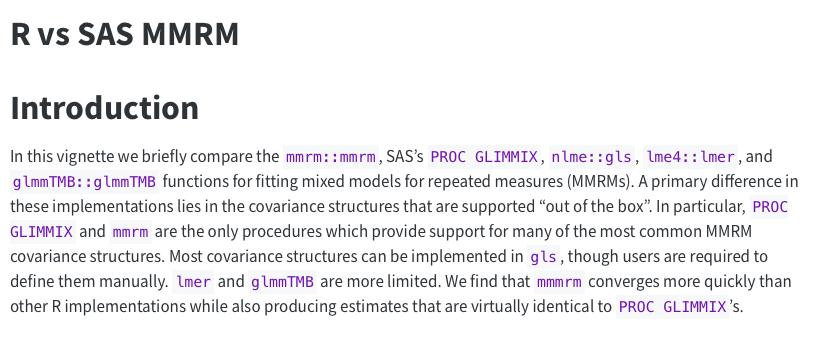 R vs SAS MMRM
Introduction
In this vignette we briefly compare the mmrm::mmrm, SAS’s PROC GLIMMIX, nlme::gls, lme4::lmer, and
glmmTMB::glmmTMB functions for fitting mixed models for repeated measures (MMRMs). A primary difference in
these implementations lies in the covariance structures that are supported “out of the box”. In particular, PROC
GLIMMIX and mmrm are the only procedures which provide support for many of the most common MMRM
covariance structures. Most covariance structures can be implemented in gls, though users are required to
define them manually. lmer and glmmTMB are more limited. We find that mmmrm converges more quickly than
other R implementations while also producing estimates that are virtually identical to PROC GLIMMIX’s.